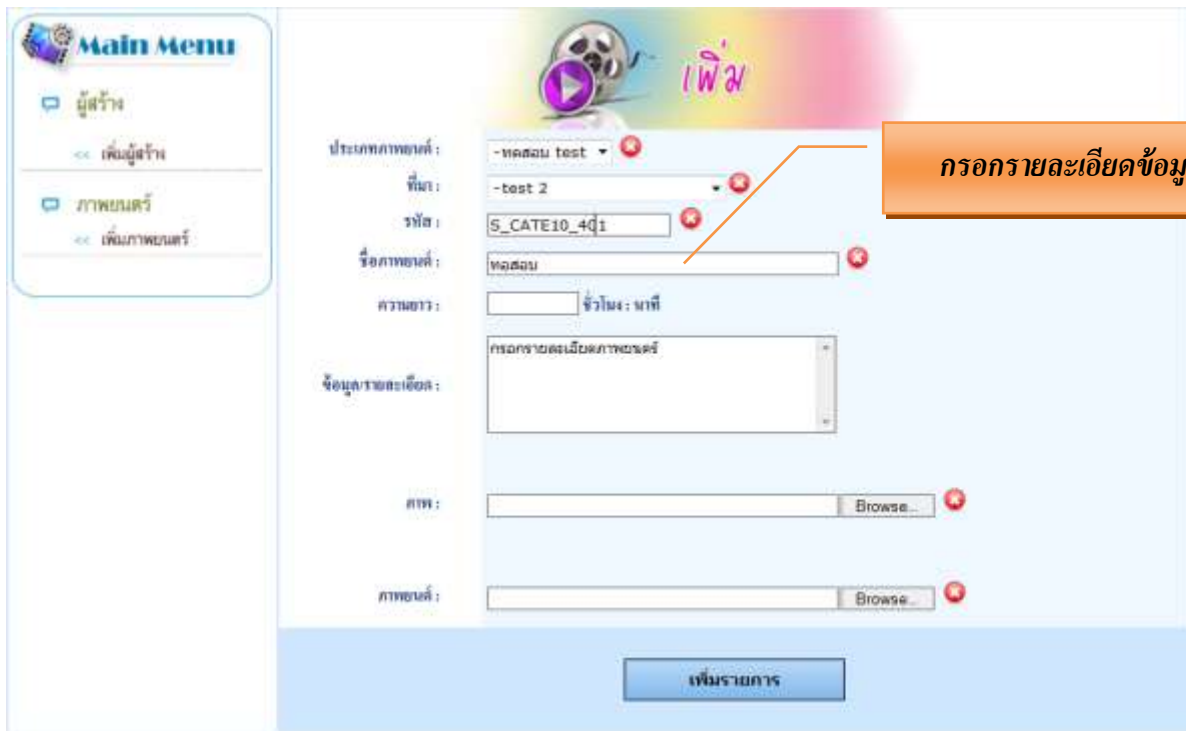 Main Menu
ผู้สร้าง
<< เพิ่มผู้สร้าง
ภาพยนตร์
<< เพิ่มภาพยนตร์
เพิ่ม
ประเภทภาพยนต์ :
-ทดสอบ test
ที่มา :
-test 2
รหัส :
S_CATE10_401
ชื่อภาพยนต์ :
ทอสอบ
ความยาว :
ชั่วโมง : นาที
ข้อมูล/รายละเอียด :
กรอกรายละเอียดภาพยนตร์
ภาพ :
Browse...
ภาพยนต์ :
Browse...
เพิ่มรายการ
กรอกรายละเอียดข้อมู